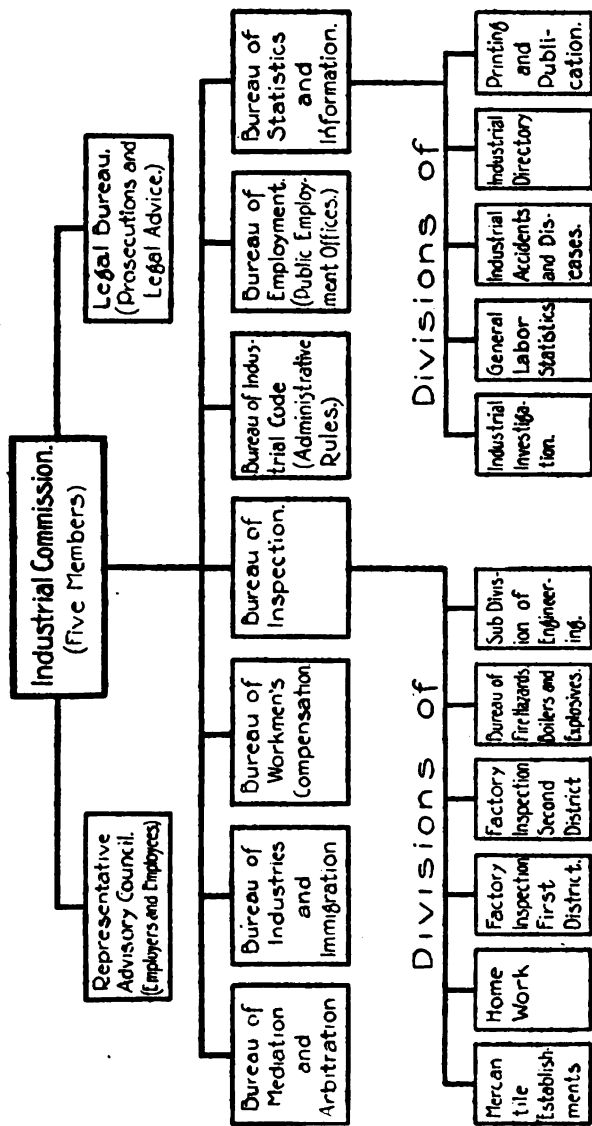 Industrial Commission.
(Five Members)
Representative
Advisory Council.
(Employers and Employees)
Legal Bureau.
(Prosecutions and
Legal Advice.)
Bureau of
Mediation
and
Arbitration
Bureau of
Industries
and
Immigration
Bureau of
Workmen's
Compensation
Bureau of
Inspection.
Bureau of Indus-
trial Code
(Administrative
Rules.)
Bureau of
Employment.
(Public Employ-
ment Offices.)
Bureau of
Statistics
and
Information.
Divisions of
Mercan
tile
Establish-
ments
Home
Work
Factory
Inspection
First
District.
Factory
Inspection
Second
District
Bureau of
Fire Hazards
Boilers and
Explosives.
Sub Divis-
ion of
Engineer-
ing.
Divisions of
Industrial
Investiga-
tion.
General
Labor
Statistics
Industrial
Accidents
and Dis-
eases.
Industrial
Directory
Printing
and
Publi-
cation.